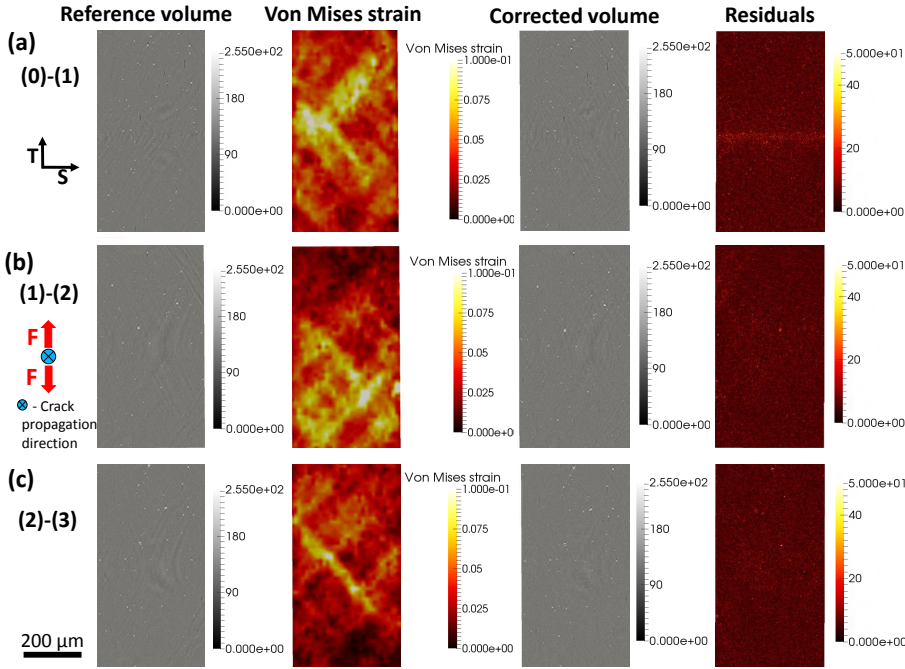 Reference volume Von Mises strain Corrected volume Residuals
(a)
(0)-(1)
T
S
2.550e+02
180
90
0.000e+00
Von Mises strain
1.000e-01
0.075
0.05
0.025
0.000e+00
2.550e+02
180
90
0.000e+00
5.000e+01
40
20
0.000e+00
(b)
(1)-(2)
F
F
- Crack
propagation
direction
2.550e+02
180
90
0.000e+00
Von Mises strain
1.000e-01
0.075
0.05
0.025
0.000e+00
2.550e+02
180
90
0.000e+00
5.000e+01
40
20
0.000e+00
(c)
(2)-(3)
200 µm
2.550e+02
180
90
0.000e+00
Von Mises strain
1.000e-01
0.075
0.05
0.025
0.000e+00
2.550e+02
180
90
0.000e+00
5.000e+01
40
20
0.000e+00